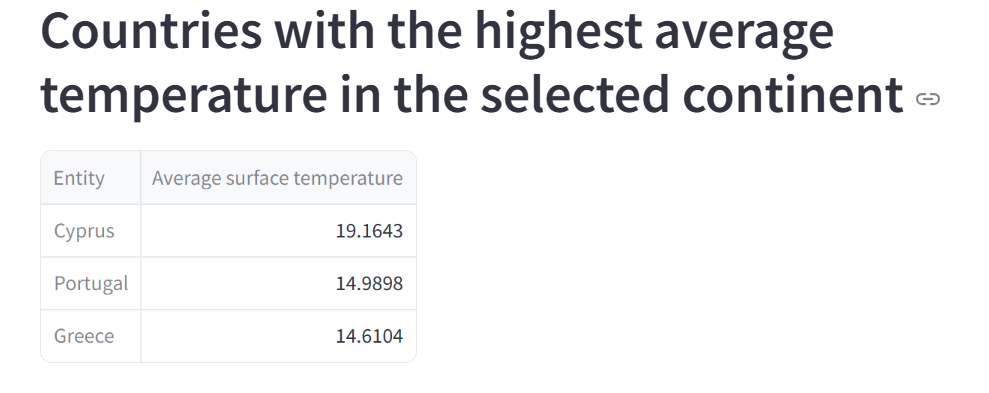 Countries with the highest average
temperature in the selected continent
Entity Average surface temperature
Cyprus 19.1643
Portugal 14.9898
Greece 14.6104